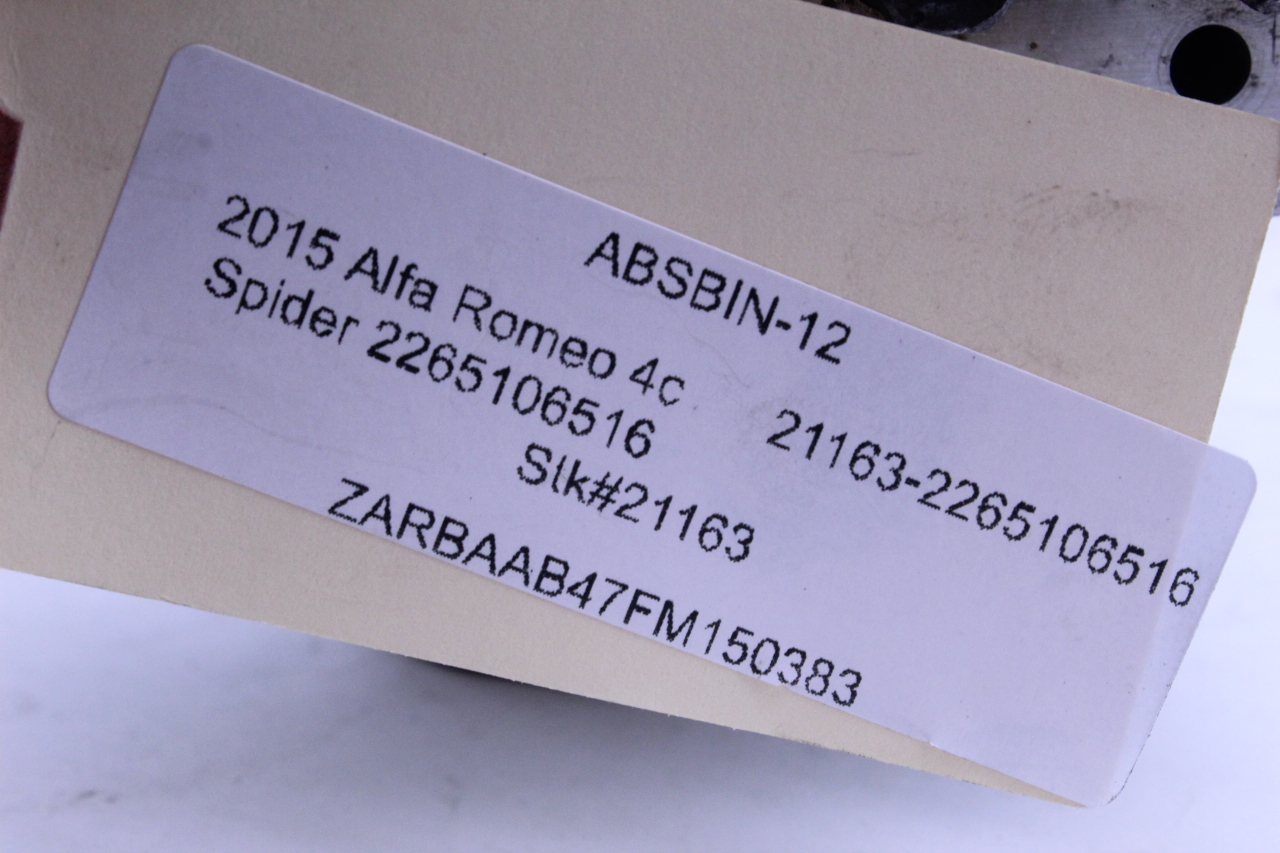 ABSBIN-12
2015 Alfa Romeo 4c
Spider 2265106516
21163-2265106516
Stk#21163
ZARBAAB47FM150383